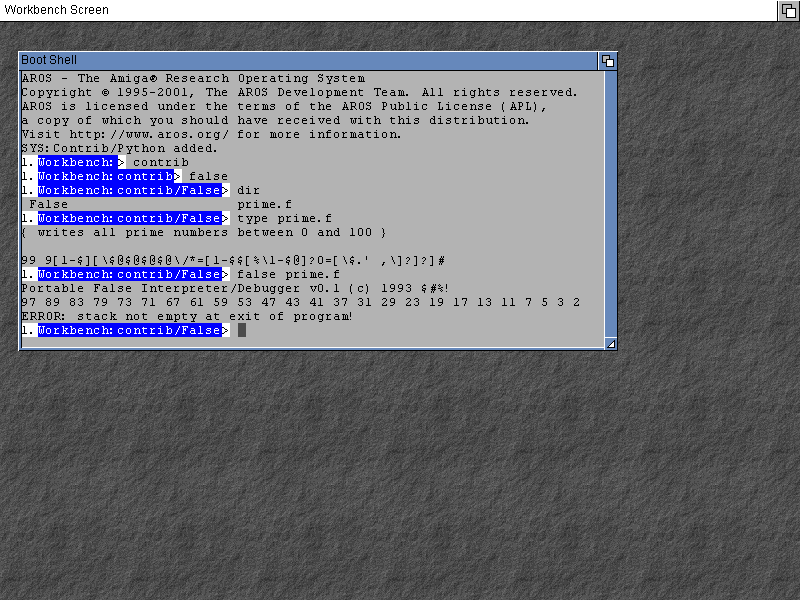 Workbench Screen
Boot Shell
AROS - The Amiga® Research Operating System
Copyright © 1995-2001, The AROS Development Team. All rights reserved.
AROS is licensed under the terms of the AROS Public License (APL),
a copy of which you should have received with this distribution.
Visit http://www.aros.org/ for more information.
SYS:Contrib/Python added.
1.Workbench:> contrib
1.Workbench:contrib> false
1.Workbench:contrib/False> dir
False prime.f
1.Workbench:contrib/False> type prime.f
{ writes all prime numbers between 0 and 100 }
99 9[1-$][\$@$@$@$@\/*=[1-$$[%\1-$@]?0=[\$.' ,\]?]?]#
1.Workbench:contrib/False> false prime.f
Portable False Interpreter/Debugger v0.1 (c) 1993 $#%!
97 89 83 79 73 71 67 61 59 53 47 43 41 37 31 29 23 19 17 13 11 7 5 3 2
ERROR: stack not empty at exit of program!
1.Workbench:contrib/False>